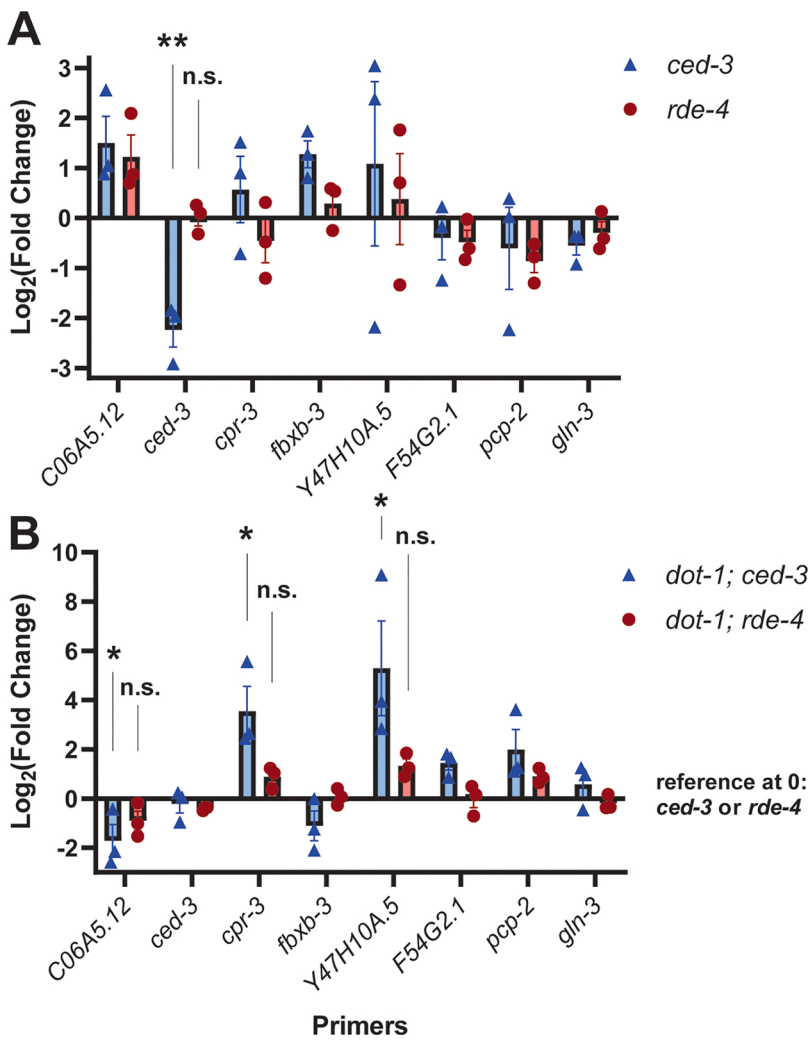 A
**
n.s.
ced-3
rde-4
Log2(Fold Change)
3
2
1
0
-1
-2
-3
C06A5.12
ced-3
cpr-3
fbxb-3
Y47H10A.5
F54G2.1
pcp-2
gln-3
B
*
n.s.
*
n.s.
*
n.s.
dot-1; ced-3
dot-1; rde-4
Log2(Fold Change)
10
8
6
4
2
0
-2
reference at 0:
ced-3 or rde-4
C06A5.12
ced-3
cpr-3
fbxb-3
Y47H10A.5
F54G2.1
pcp-2
gln-3
Primers